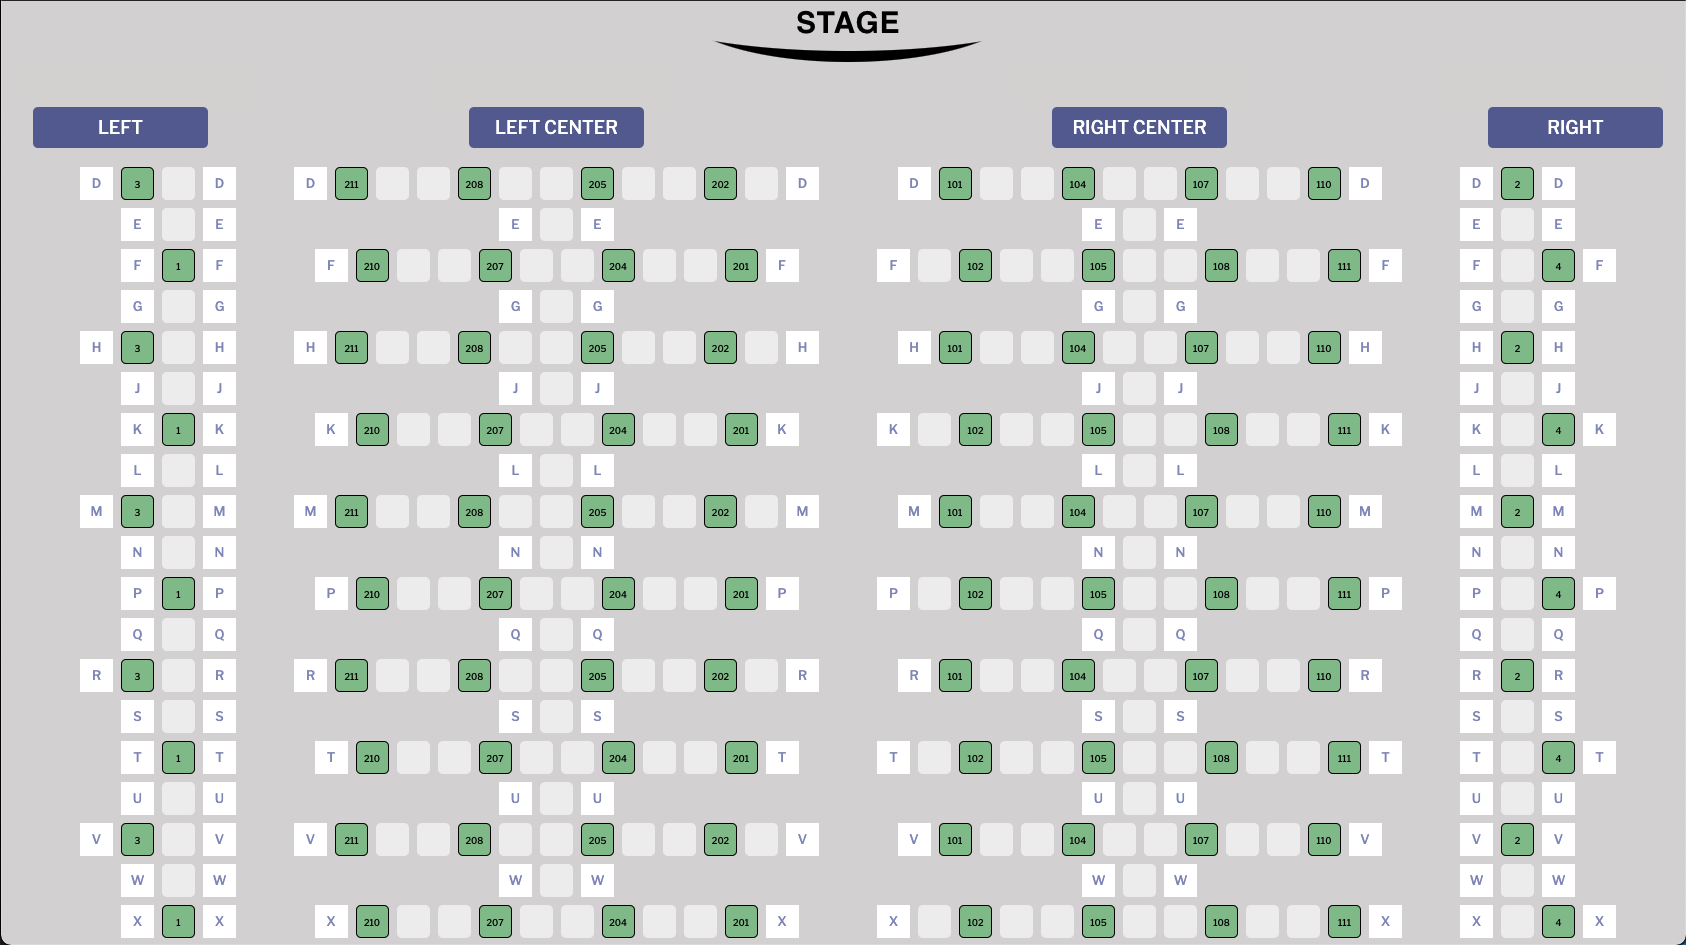 STAGE
LEFT LEFT CENTER RIGHT CENTER RIGHT
D 3 D D 211 208 205 202 D D 101 104 107 110 D D 2 D
E E E E E E E E
F 1 F F 210 207 204 201 F F 102 105 108 111 F F 4 F
G G G G G G G G
H 3 H H 211 208 205 202 H H 101 104 107 110 H H 2 H
J J J J J J J J
K 1 K K 210 207 204 201 K K 102 105 108 111 K K 4 K
L L L L L L L L
M 3 M M 211 208 205 202 M M 101 104 107 110 M M 2 M
N N N N N N N N
P 1 P P 210 207 204 201 P P 102 105 108 111 P P 4 P
Q Q Q Q Q Q Q Q
R 3 R R 211 208 205 202 R R 101 104 107 110 R R 2 R
S S S S S S S S
T 1 T T 210 207 204 201 T T 102 105 108 111 T T 4 T
U U U U U U U U
V 3 V V 211 208 205 202 V V 101 104 107 110 V V 2 V
W W W W W W W W
X 1 X X 210 207 204 201 X X 102 105 108 111 X X 4 X